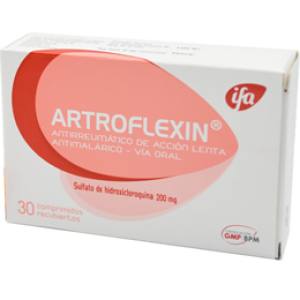 ifa
ARTROFLEXIN®
ANTIRREUMÁTICO DE ACCIÓN LENTA
ANTIMALÁRICO - VÍA ORAL
Sulfato de hidroxicloroquina 200 mg
30 comprimidos
recubiertos
GMP BPM